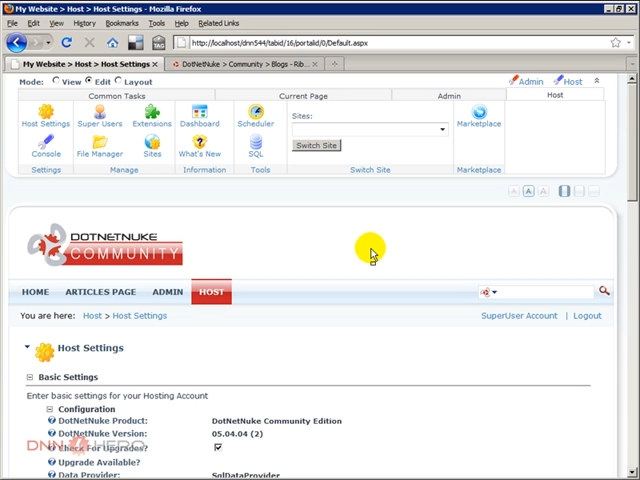 My Website > Host > Host Settings - Mozilla Firefox
File Edit View History Bookmarks Tools Help Related Links
http://localhost/dnn544/tabid/16/portalid/0/Default.aspx
My Website > Host > Host Settings
DotNetNuke > Community > Blogs - Rib...
Mode: View Edit Layout
Admin Host
Common Tasks Current Page Admin Host
Host Settings Super Users Extensions Dashboard Scheduler Sites: Marketplace
Console File Manager Sites What's New SQL Switch Site
Settings Manage Information Tools Switch Site Marketplace
A A A
DOTNETNUKE
COMMUNITY
HOME ARTICLES PAGE ADMIN HOST
You are here: Host > Host Settings SuperUser Account | Logout
Host Settings
Basic Settings
Enter basic settings for your Hosting Account
Configuration
DotNetNuke Product: DotNetNuke Community Edition
DotNetNuke Version: 05.04.04 (2)
Check For Upgrades?
DNN HERO
Upgrade Available?
Data Provider: SqlDataProvider